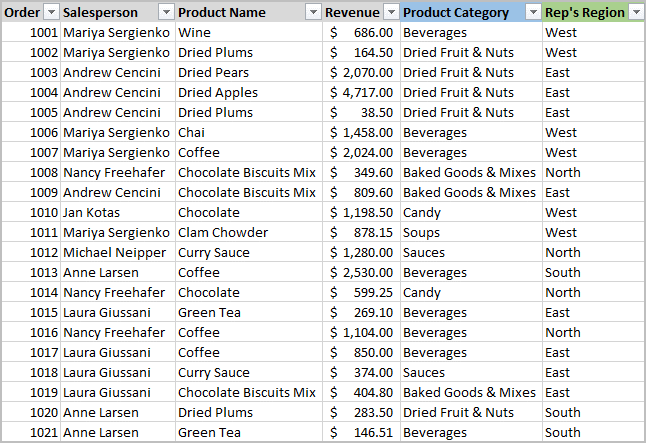 Order Salesperson Product Name Revenue Product Category Rep's Region
1001 Mariya Sergienko Wine $ 686.00 Beverages West
1002 Mariya Sergienko Dried Plums $ 164.50 Dried Fruit & Nuts West
1003 Andrew Cencini Dried Pears $ 2,070.00 Dried Fruit & Nuts East
1004 Andrew Cencini Dried Apples $ 4,717.00 Dried Fruit & Nuts East
1005 Andrew Cencini Dried Plums $ 38.50 Dried Fruit & Nuts East
1006 Mariya Sergienko Chai $ 1,458.00 Beverages West
1007 Mariya Sergienko Coffee $ 2,024.00 Beverages West
1008 Nancy Freehafer Chocolate Biscuits Mix $ 349.60 Baked Goods & Mixes North
1009 Andrew Cencini Chocolate Biscuits Mix $ 809.60 Baked Goods & Mixes East
1010 Jan Kotas Chocolate $ 1,198.50 Candy West
1011 Mariya Sergienko Clam Chowder $ 878.15 Soups West
1012 Michael Neipper Curry Sauce $ 1,280.00 Sauces North
1013 Anne Larsen Coffee $ 2,530.00 Beverages South
1014 Nancy Freehafer Chocolate $ 599.25 Candy North
1015 Laura Giussani Green Tea $ 269.10 Beverages East
1016 Nancy Freehafer Coffee $ 1,104.00 Beverages North
1017 Laura Giussani Coffee $ 850.00 Beverages East
1018 Laura Giussani Curry Sauce $ 374.00 Sauces East
1019 Laura Giussani Chocolate Biscuits Mix $ 404.80 Baked Goods & Mixes East
1020 Anne Larsen Dried Plums $ 283.50 Dried Fruit & Nuts South
1021 Anne Larsen Green Tea $ 146.51 Beverages South